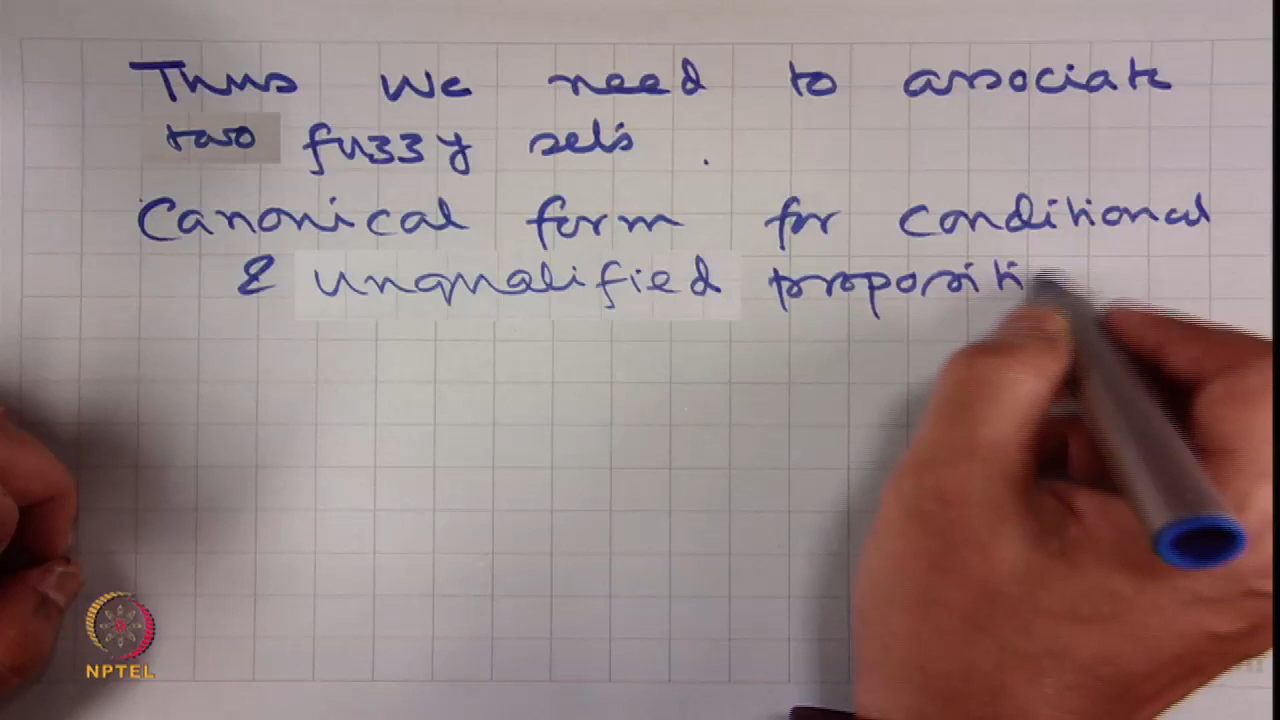 Thus we need to associate
two fuzzy sets .
Canonical form for conditional
& unqualified propositi
NPTEL